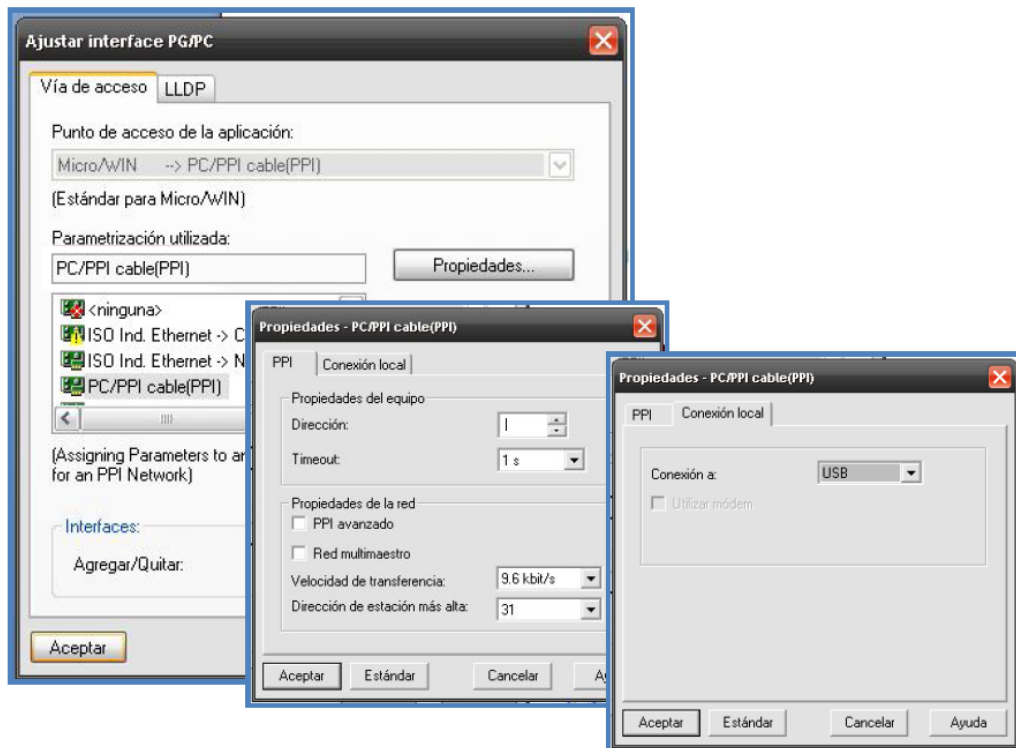 Ajustar interface PG/PC
Vía de acceso
LLDP
Punto de acceso de la aplicación:
Micro/WIN --> PC/PPI cable(PPI)
(Estándar para Micro/WIN)
Parametrización utilizada:
PC/PPI cable(PPI)
Propiedades...
<ninguna>
ISO Ind. Ethernet -> C
ISO Ind. Ethernet -> N
PC/PPI cable(PPI)
(Assigning Parameters to an
for an PPI Network)
Interfaces:
Agregar/Quitar:
Aceptar
Propiedades - PC/PPI cable(PPI)
PPI
Conexión local
Propiedades del equipo
Dirección:
Timeout:
1 s
Propiedades de la red
PPI avanzado
Red multimaestro
Velocidad de transferencia:
9.6 kbit/s
Dirección de estación más alta:
31
Aceptar
Estándar
Cancelar
Propiedades - PC/PPI cable(PPI)
PPI
Conexión local
Conexión a:
USB
Utilizar módem
Aceptar
Estándar
Cancelar
Ayuda